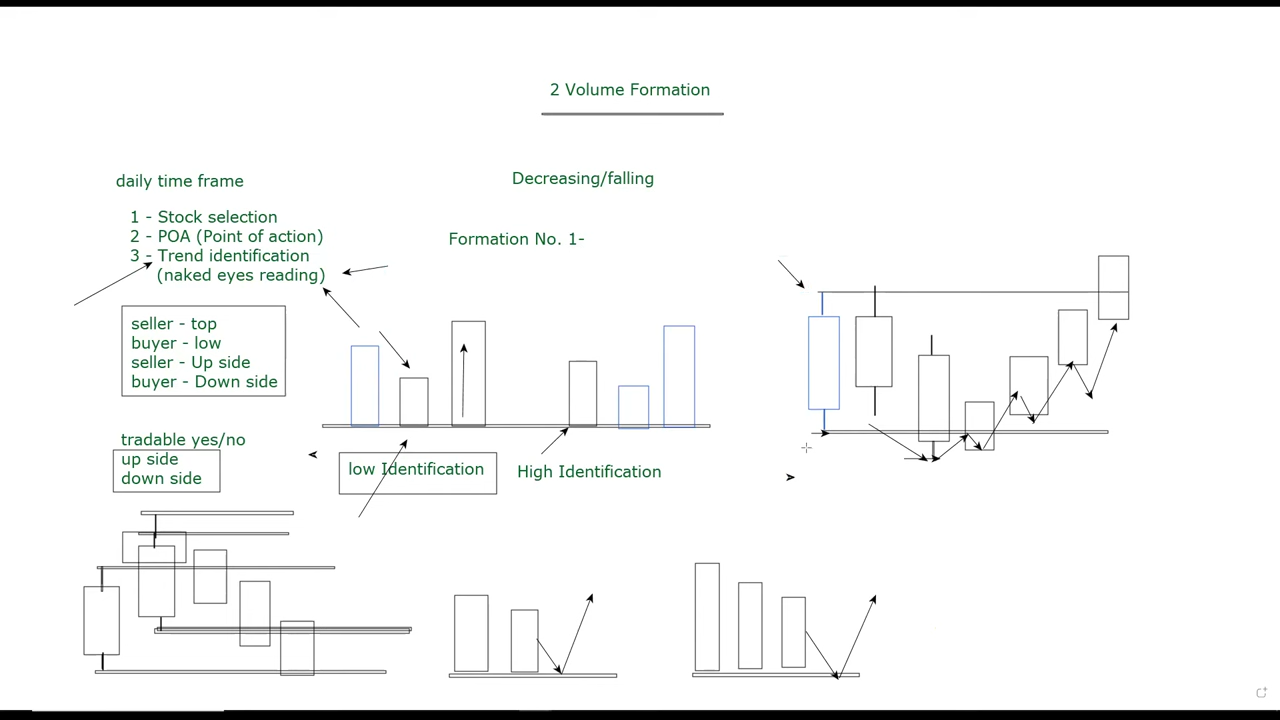 2 Volume Formation
daily time frame
Decreasing/falling
1 - Stock selection
2 - POA (Point of action)
3 - Trend identification
(naked eyes reading)
Formation No. 1-
seller - top
buyer - low
seller - Up side
buyer - Down side
tradable yes/no
up side
down side
low Identification
High Identification